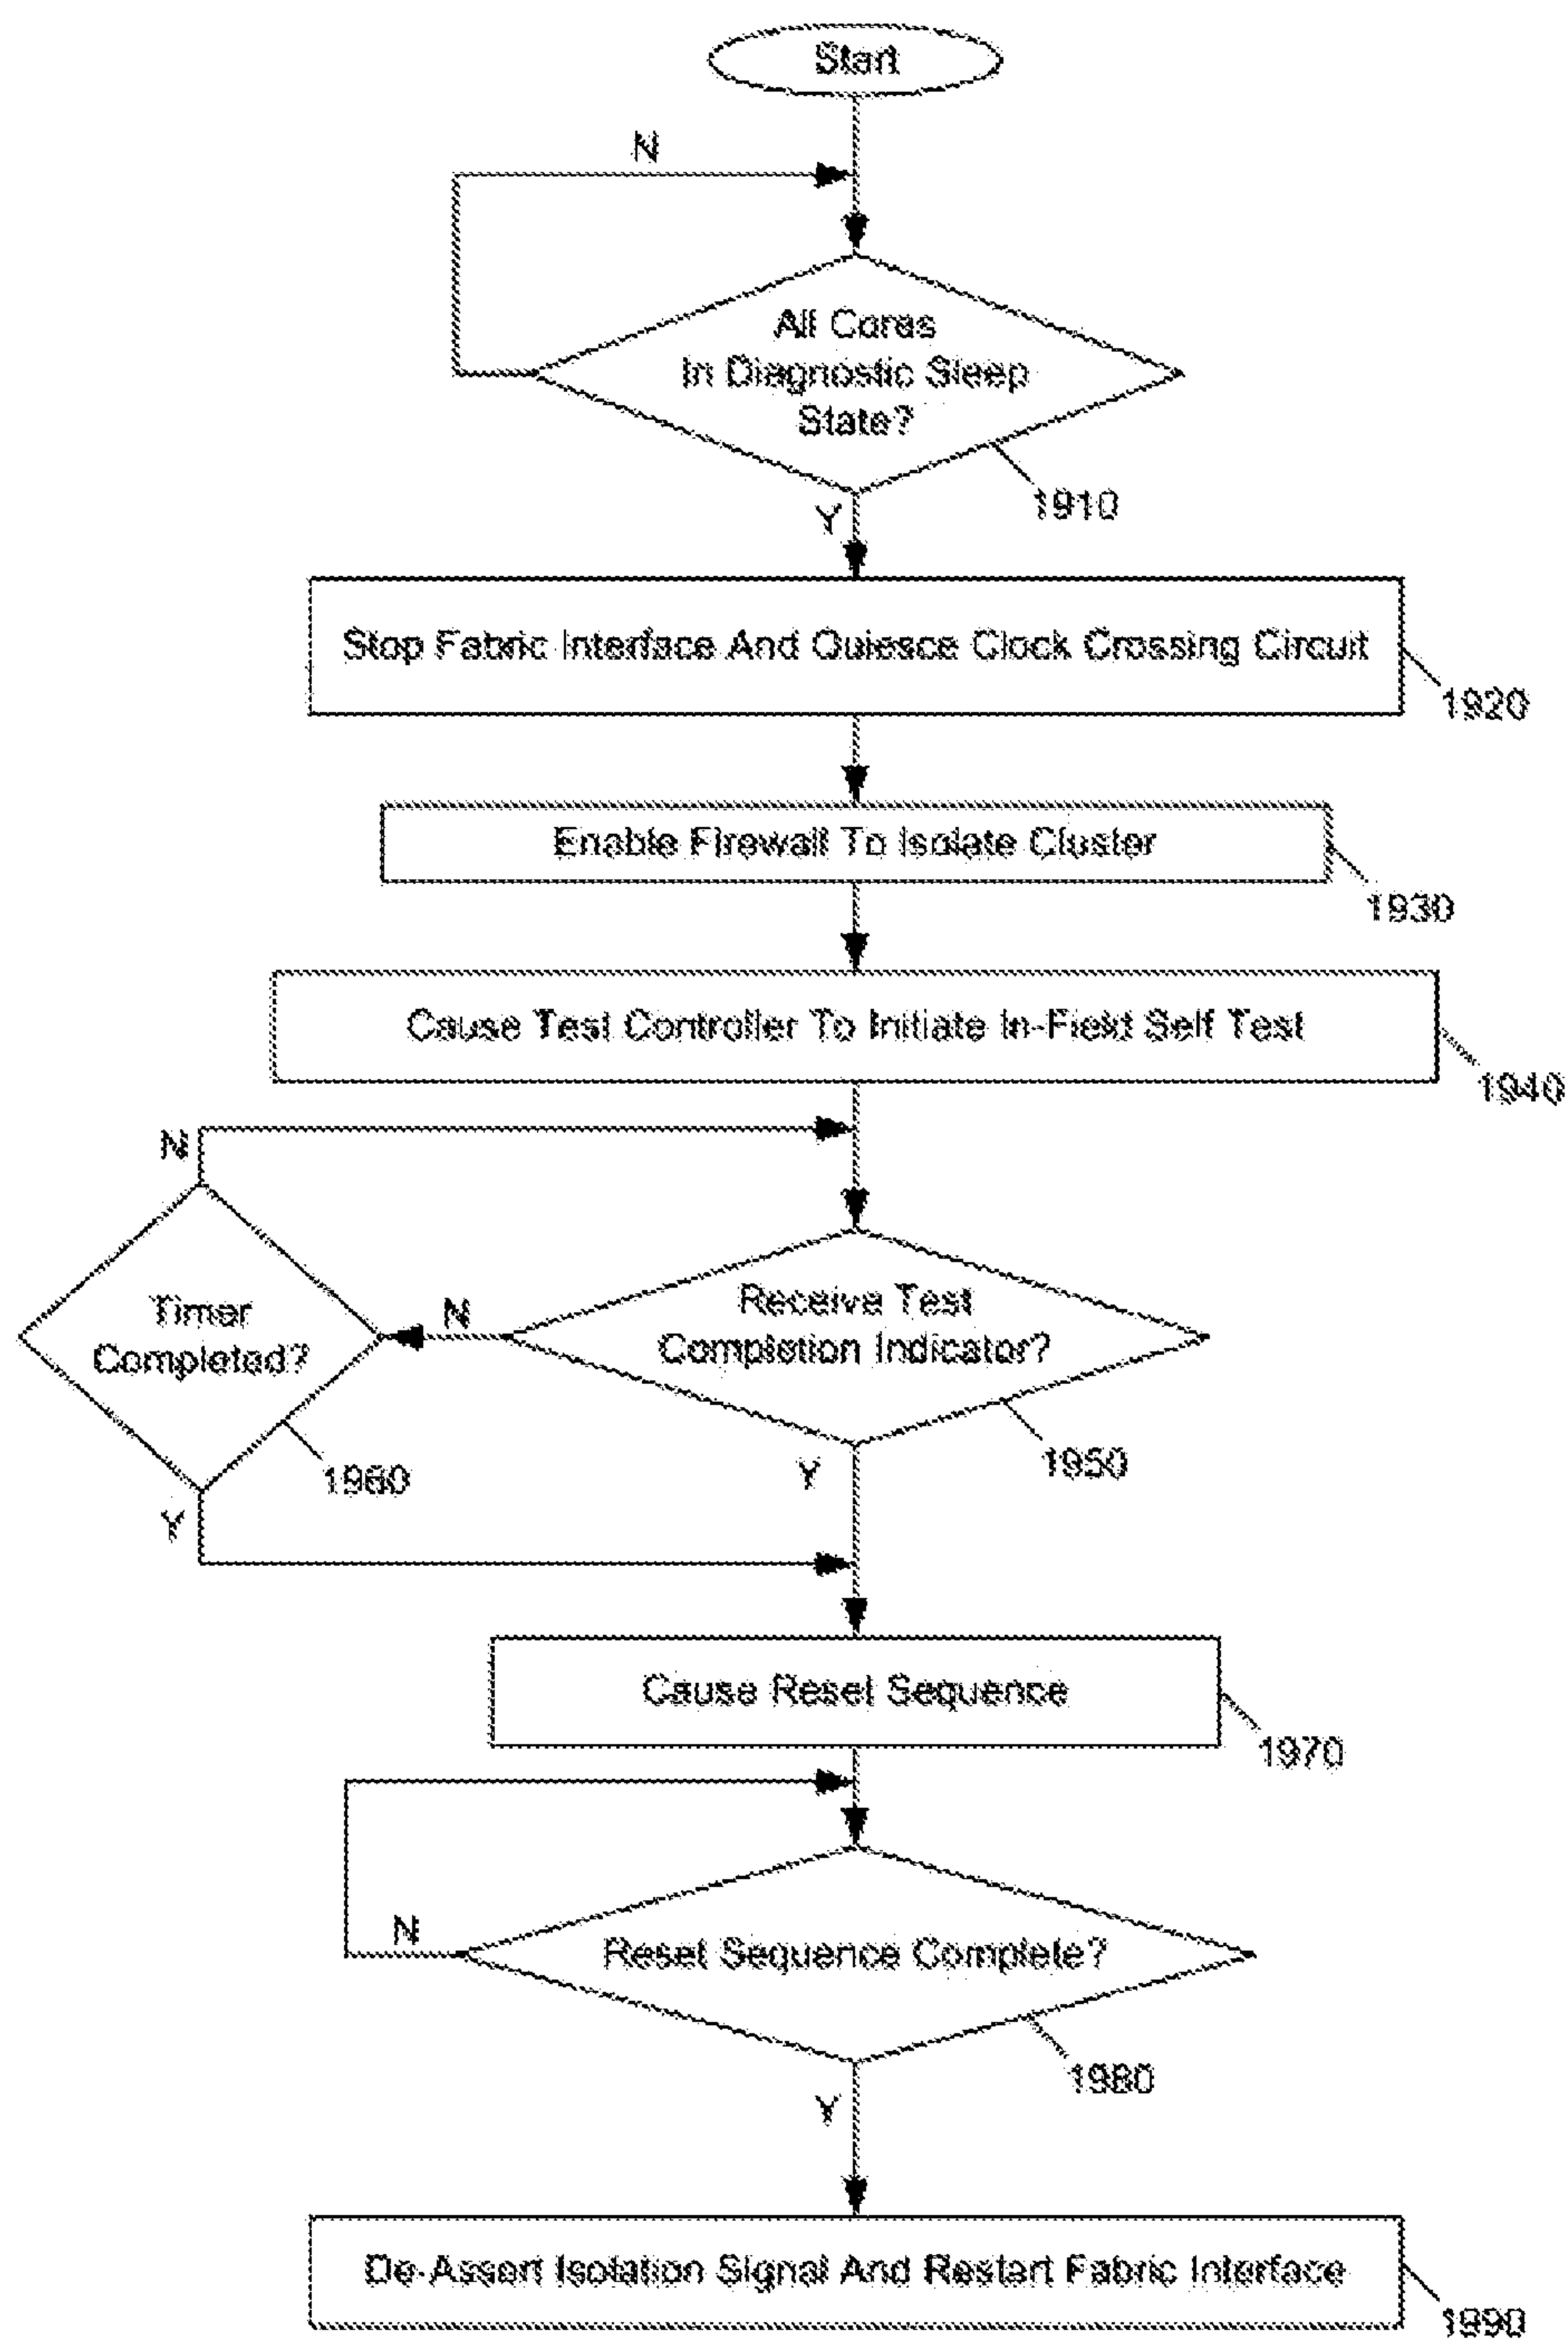 Start
N
All Cores
In Diagnostic Sleep
State?
1910
Y
Stop Fabric Interface And Quiesce Clock Crossing Circuit
1920
Enable Firewall To Isolate Cluster
1930
Cause Test Controller To Initiate In-Field Self Test
1940
N
Timer
Completed?
1960
Y
N
Receive Test
Completion Indicator?
1950
Y
Cause Reset Sequence
1970
N
Reset Sequence Complete?
1980
Y
De-Assert Isolation Signal And Restart Fabric Interface
1990